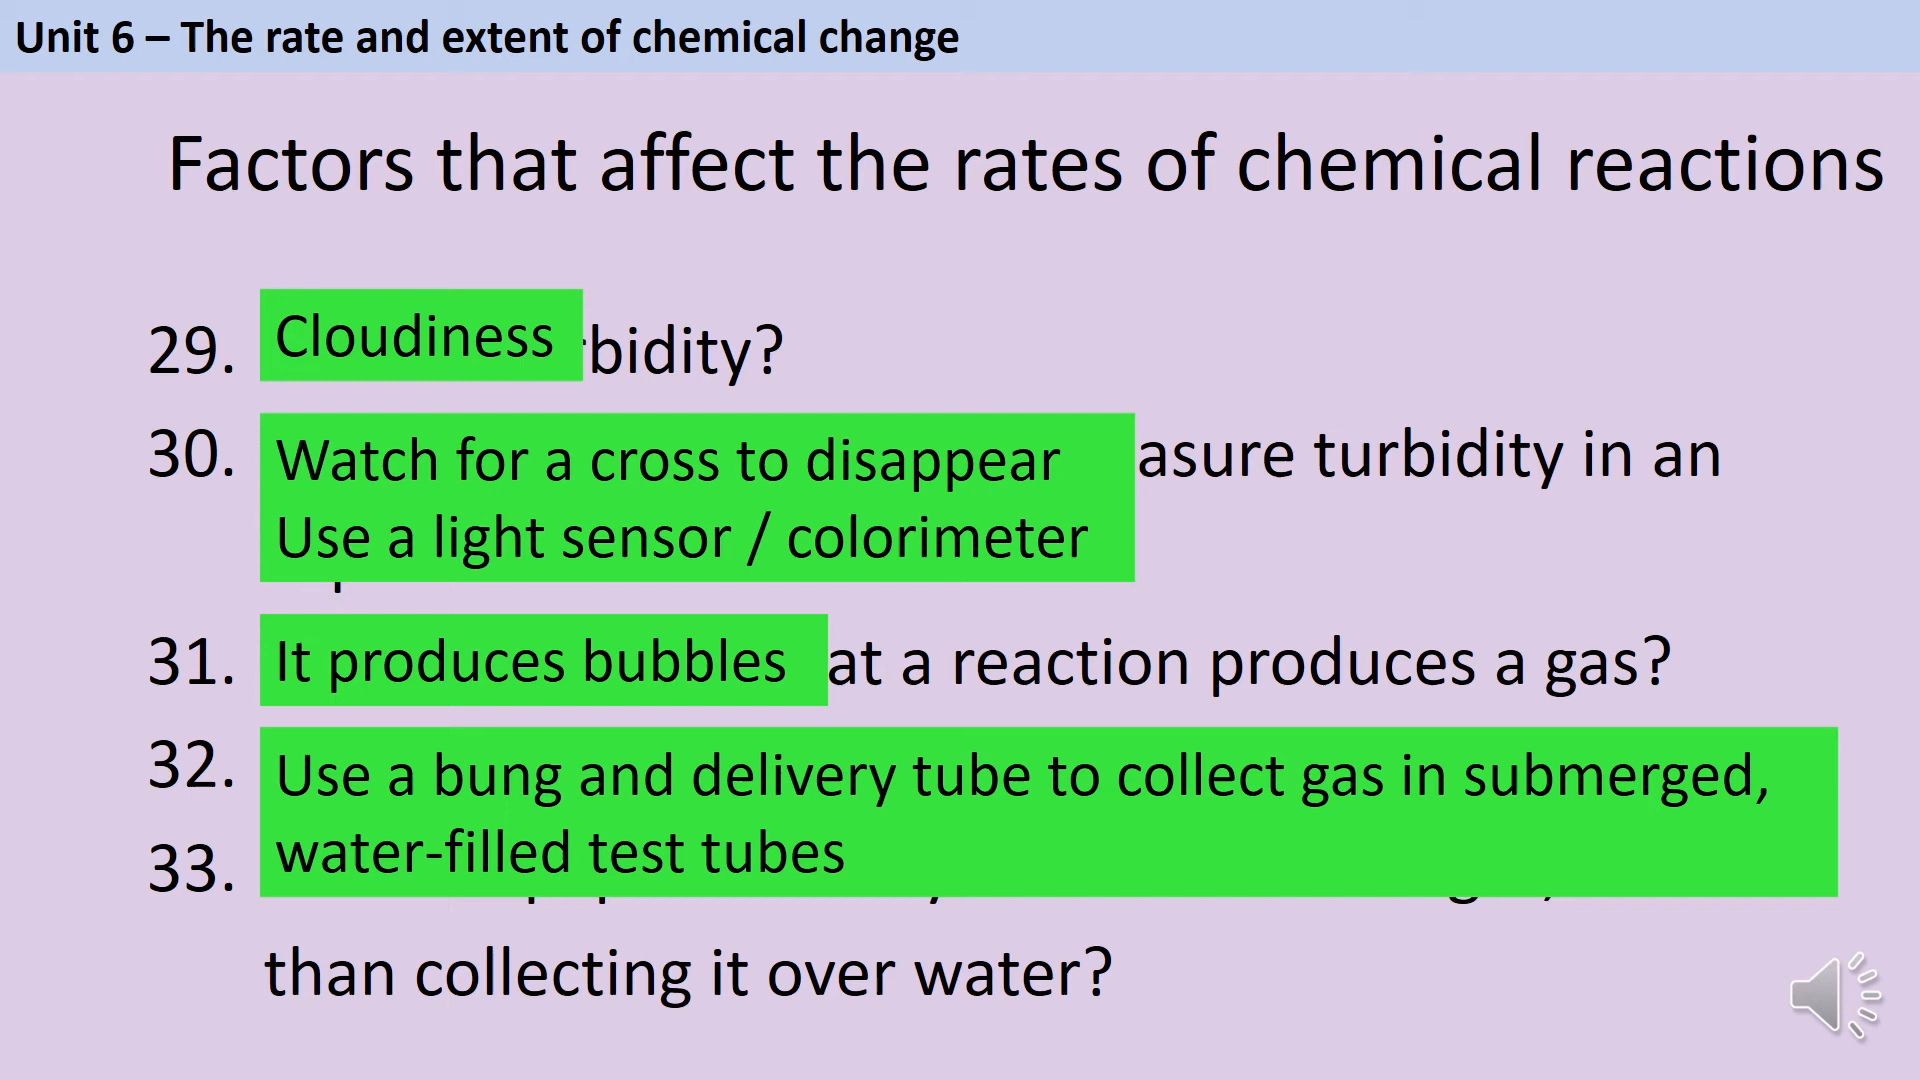 Unit 6 – The rate and extent of chemical change
Factors that affect the rates of chemical reactions
29. Cloudiness rbidity?
30. Watch for a cross to disappear asure turbidity in an
Use a light sensor / colorimeter
31. It produces bubbles at a reaction produces a gas?
32. Use a bung and delivery tube to collect gas in submerged,
33. water-filled test tubes
than collecting it over water?